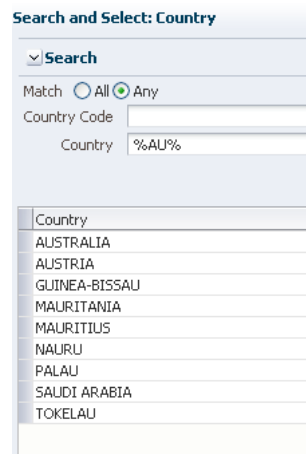 Search and Select: Country
Search
Match All Any
Country Code
Country %AU%
Country
AUSTRALIA
AUSTRIA
GUINEA-BISSAU
MAURITANIA
MAURITIUS
NAURU
PALAU
SAUDI ARABIA
TOKELAU